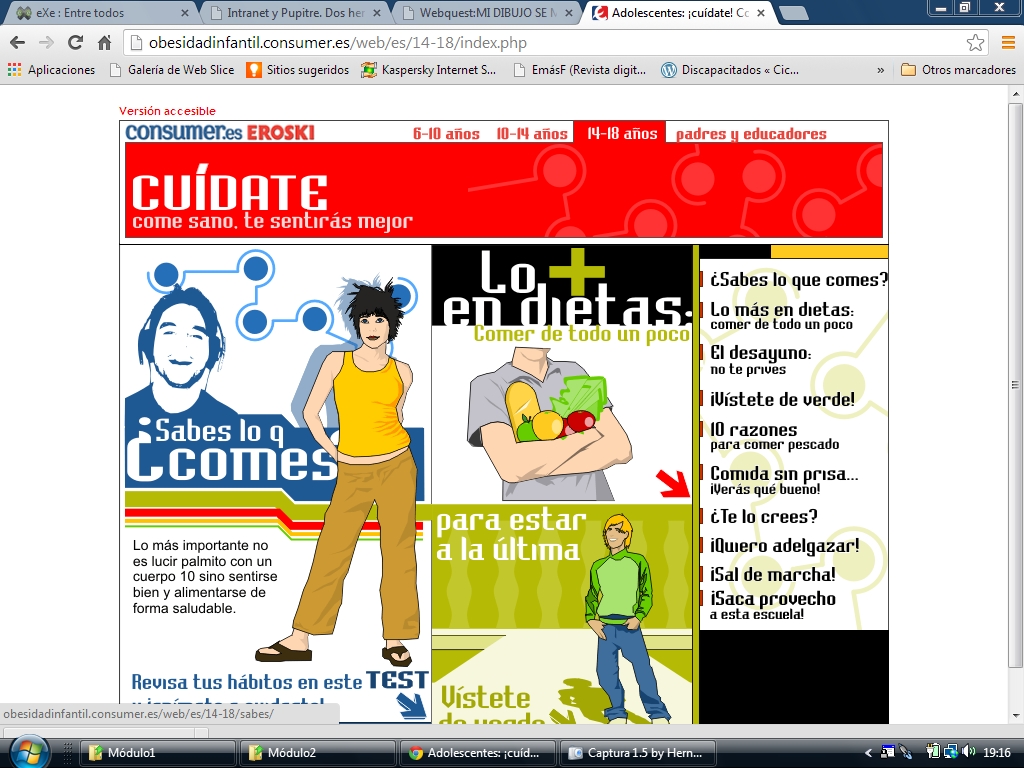 eXe : Entre todos
Intranet y Pupitre. Dos her
Webquest:MI DIBUJO SE M
Adolescentes: ¡cuídate! Co
obesidadinfantil.consumer.es/web/es/14-18/index.php
Aplicaciones
Galería de Web Slice
Sitios sugeridos
Kaspersky Internet S...
EmásF (Revista digit...
Discapacitados « Cic...
»
Otros marcadores
Versión accesible
consumer.es EROSKI
6-10 años
10-14 años
14-18 años
padres y educadores
CUÍDATE
come sano, te sentirás mejor
¿Sabes lo q
¿comes
Lo más importante no
es lucir palmito con un
cuerpo 10 sino sentirse
bien y alimentarse de
forma saludable.
Revisa tus hábitos en este TEST
Lo +
en dietas:
Comer de todo un poco
para estar
a la última
Vístete
de verde
¿Sabes lo que comes?
Lo más en dietas:
comer de todo un poco
El desayuno:
no te prives
¡Vístete de verde!
10 razones
para comer pescado
Comida sin prisa...
¡Verás qué bueno!
¿Te lo crees?
¡Quiero adelgazar!
¡Sal de marcha!
¡Saca provecho
a esta escuela!
obesidadinfantil.consumer.es/web/es/14-18/sabes/
Módulo1
Módulo2
Adolescentes: ¡cuíd...
Captura 1.5 by Hern...
19:16